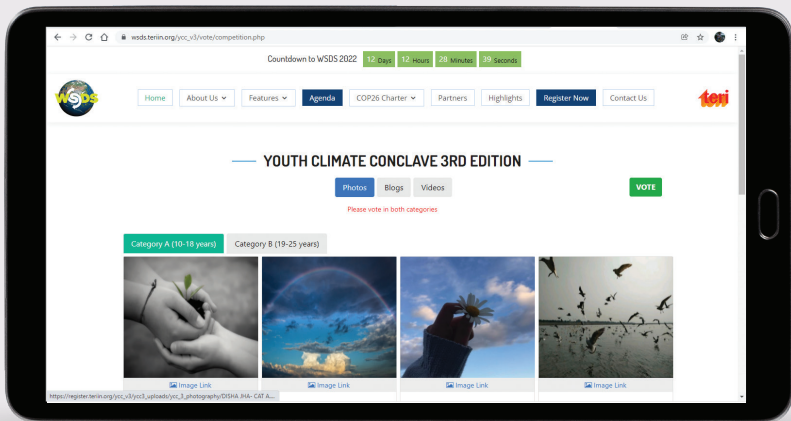 wsds.teriin.org/ycc_v3/vote/competition.php
Countdown to WSDS 2022 12 Days 12 Hours 28 Minutes 39 Seconds
WSDS
Home About Us Features Agenda COP26 Charter Partners Highlights Register Now Contact Us
teri
YOUTH CLIMATE CONCLAVE 3RD EDITION
Photos Blogs Videos
VOTE
Please vote in both categories
Category A (10-18 years) Category B (19-25 years)
Image Link Image Link Image Link Image Link
https://register.teriin.org/ycc_v3/ycc3_uploads/ycc_3_photography/DISHA JHA- CAT A...